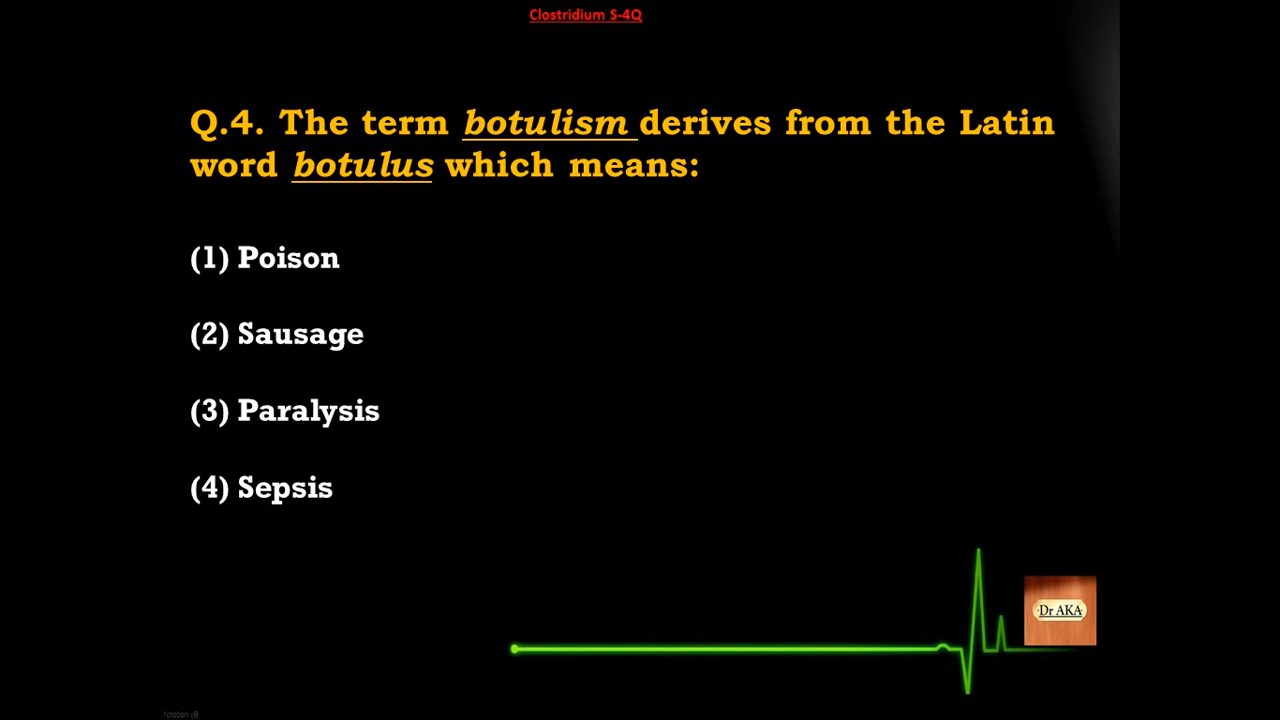 Clostridium S-4Q
Q.4. The term botulism derives from the Latin
word botulus which means:
(1) Poison
(2) Sausage
(3) Paralysis
(4) Sepsis
Dr AKA